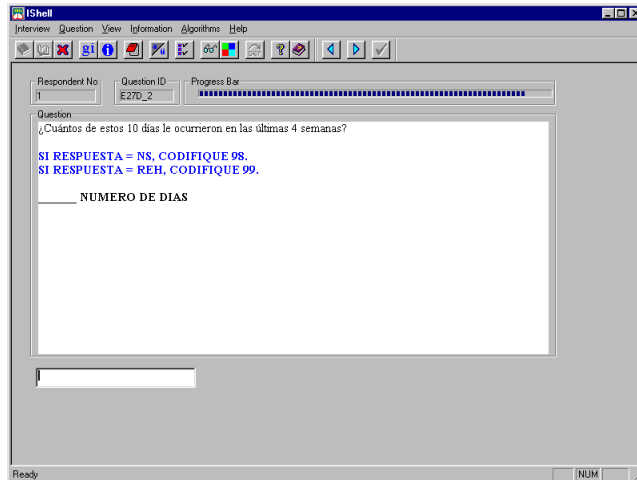 IShell
Interview Question View Information Algorithms Help
gi
SKIP
Respondent No
Question ID
Progress Bar
1
E27D_2
Question
¿Cuántos de estos 10 días le ocurrieron en las últimas 4 semanas?
SI RESPUESTA = NS, CODIFIQUE 98.
SI RESPUESTA = REH, CODIFIQUE 99.
______ NUMERO DE DIAS
Ready
NUM